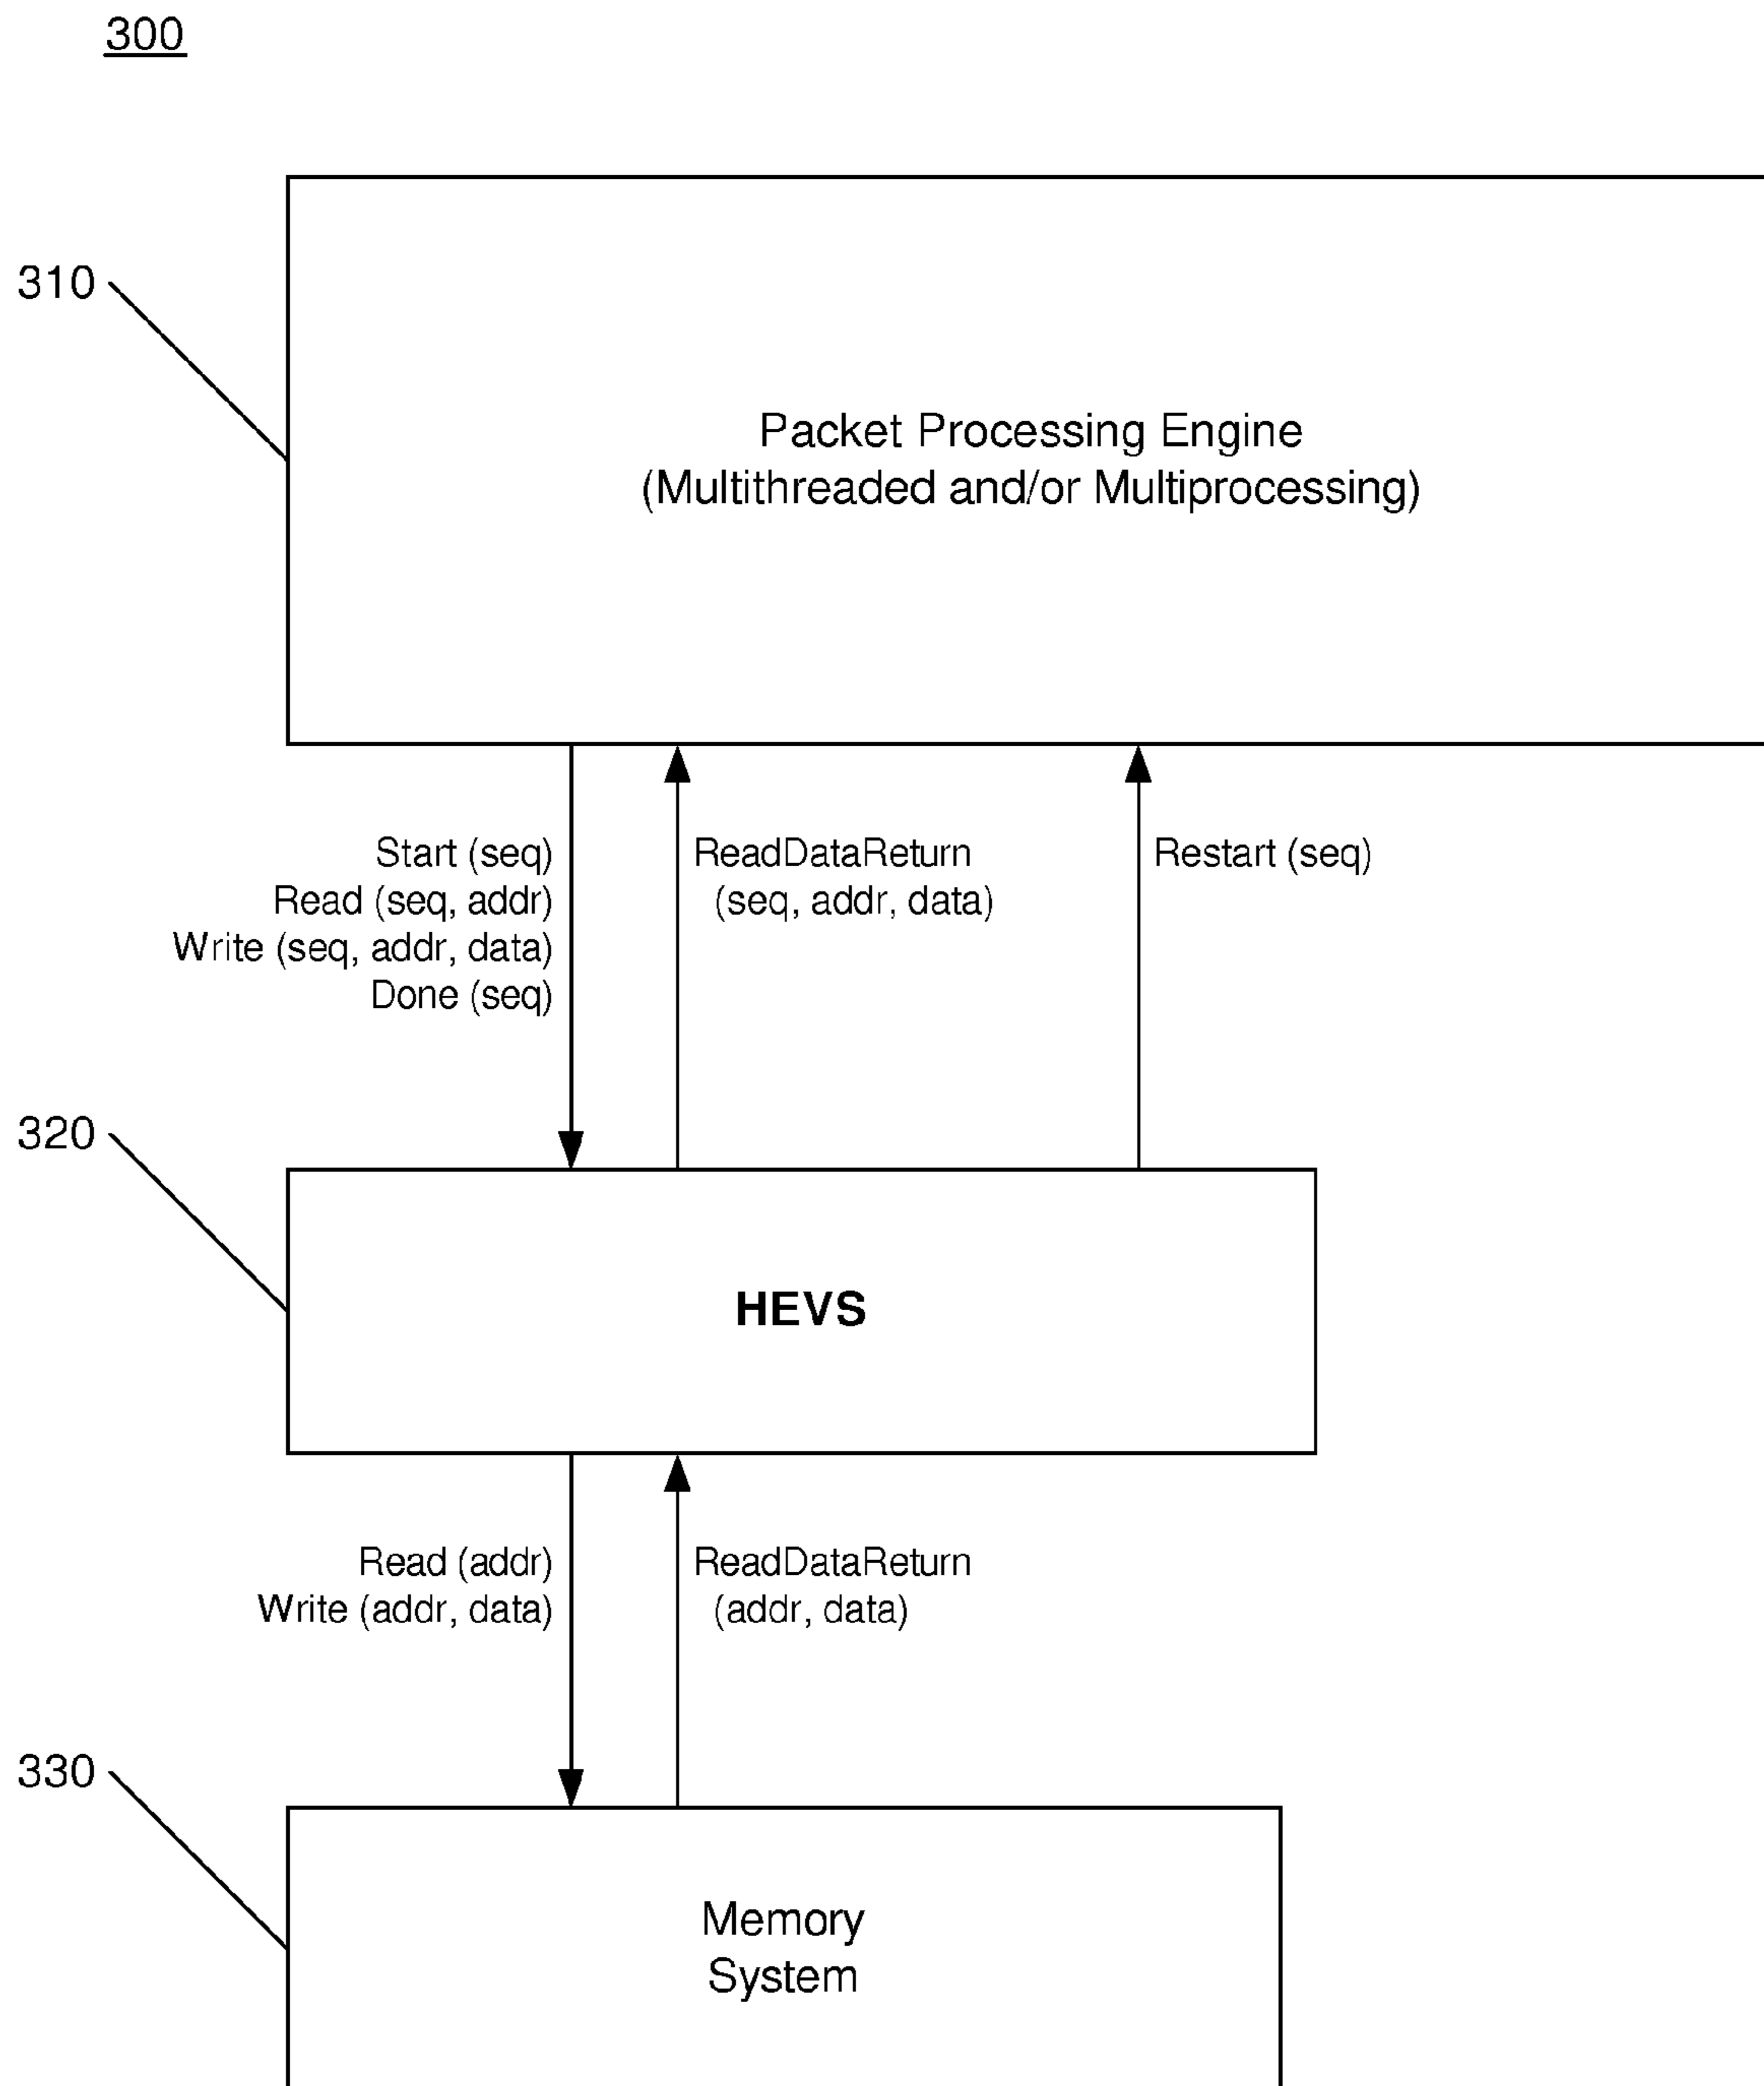 300
310
Packet Processing Engine
(Multithreaded and/or Multiprocessing)
Start (seq)
Read (seq, addr)
Write (seq, addr, data)
Done (seq)
ReadDataReturn
(seq, addr, data)
Restart (seq)
320
HEVS
Read (addr)
Write (addr, data)
ReadDataReturn
(addr, data)
330
Memory
System